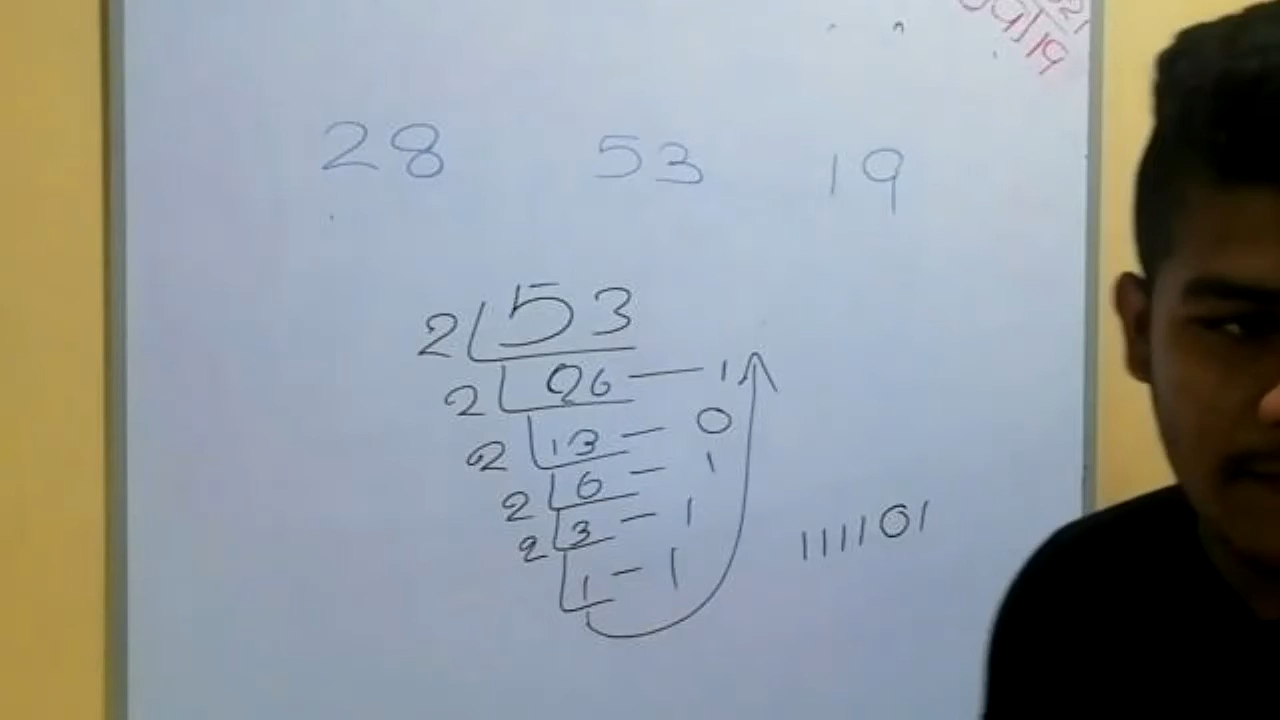 28 53 19
2 53
2 26 — 1
2 13 — 0
2 6 — 1
2 3 — 1
1 — 1
111101